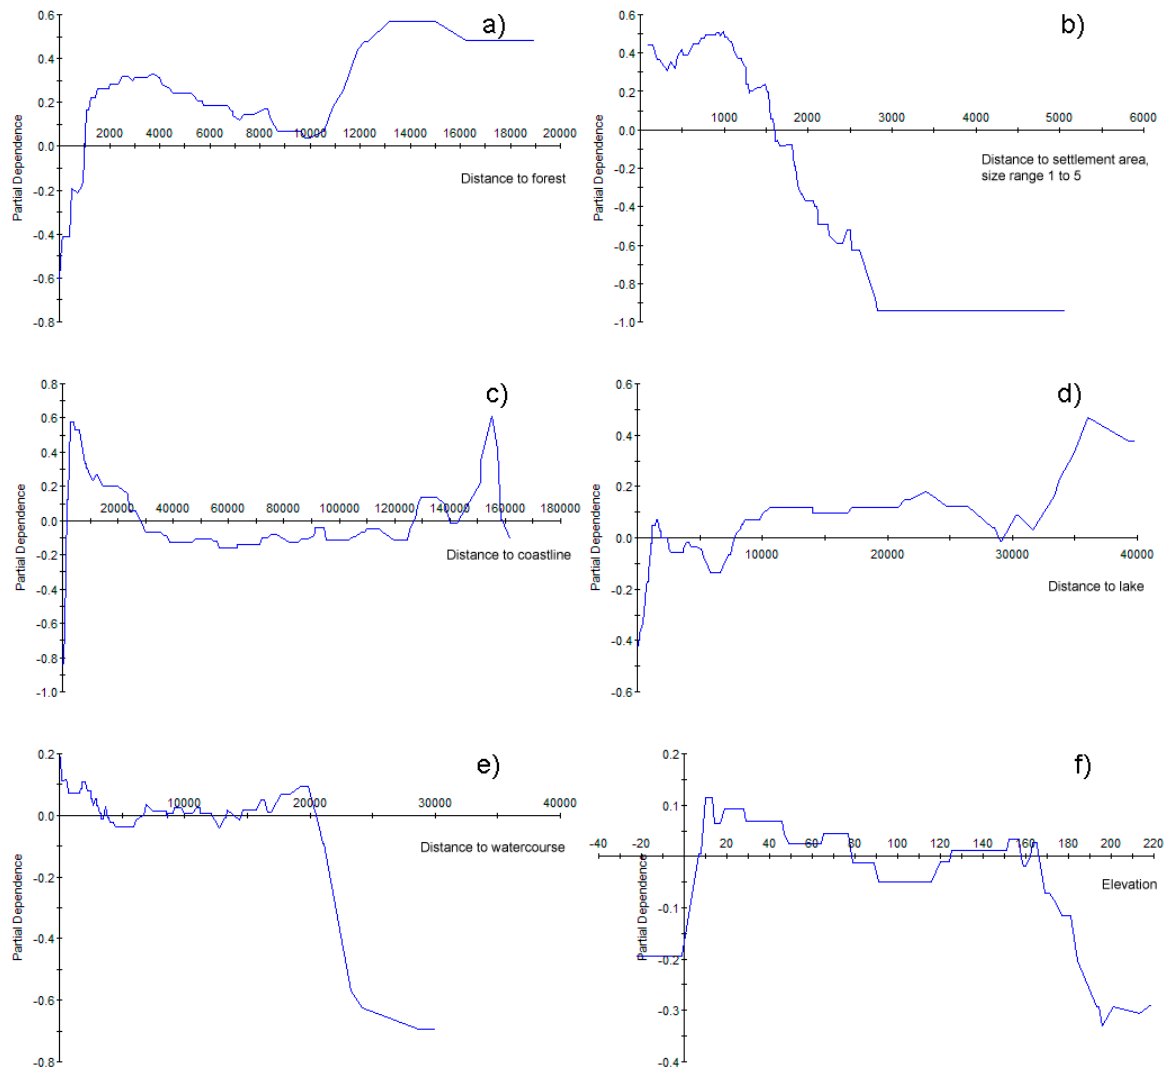 a)
0.6
0.4
0.2
0.0
-0.2
-0.4
-0.6
-0.8
2000 4000 6000 8000 10000 12000 14000 16000 18000 20000
Partial Dependence
Distance to forest
b)
0.6
0.4
0.2
0.0
-0.2
-0.4
-0.6
-0.8
-1.0
1000 2000 3000 4000 5000 6000
Partial Dependence
Distance to settlement area,
size range 1 to 5
c)
0.8
0.6
0.4
0.2
0.0
-0.2
-0.4
-0.6
-0.8
-1.0
20000 40000 60000 80000 100000 120000 140000 160000 180000
Partial Dependence
Distance to coastline
d)
0.6
0.4
0.2
0.0
-0.2
-0.4
-0.6
10000 20000 30000 40000
Partial Dependence
Distance to lake
e)
0.2
0.0
-0.2
-0.4
-0.6
-0.8
10000 20000 30000 40000
Partial Dependence
Distance to watercourse
f)
0.2
0.1
-0.1
-0.2
-0.3
-0.4
-40 -20 0 20 40 60 80 100 120 140 160 180 200 220
Partial Dependence
Elevation